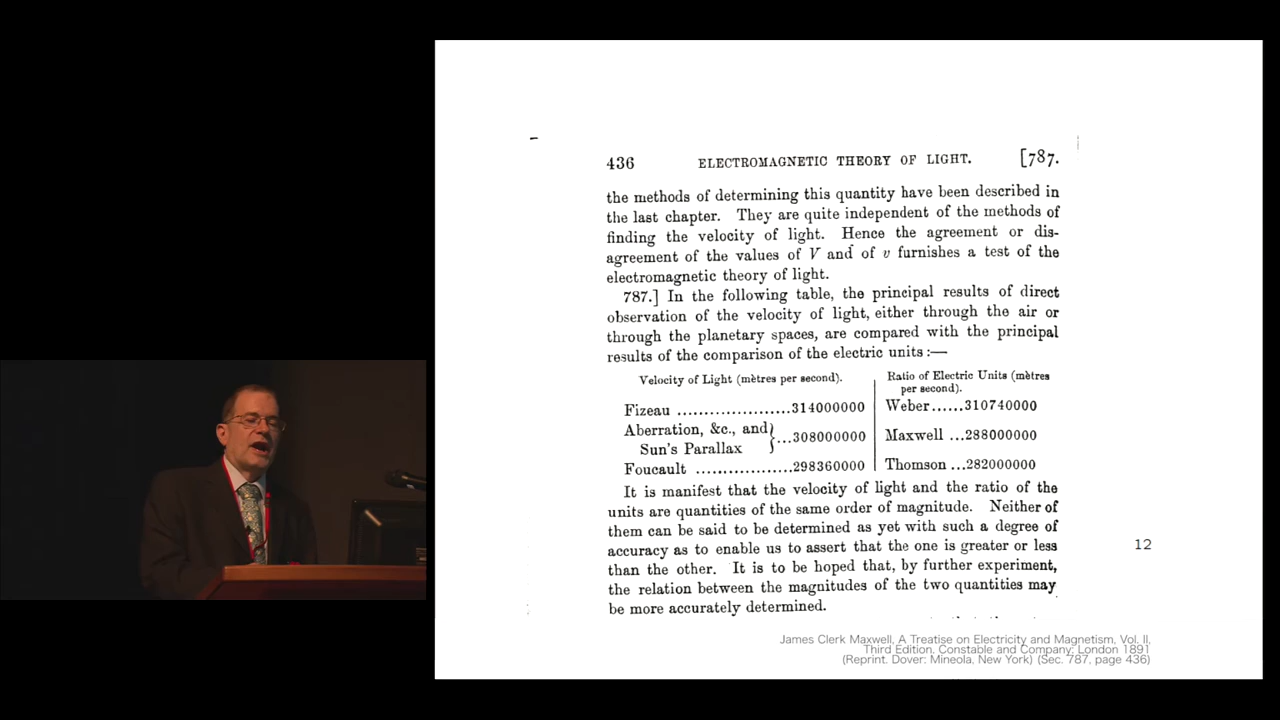 436 ELECTROMAGNETIC THEORY OF LIGHT. [787.
the methods of determining this quantity have been described in
the last chapter. They are quite independent of the methods of
finding the velocity of light. Hence the agreement or dis-
agreement of the values of V and of v furnishes a test of the
electromagnetic theory of light.
787.] In the following table, the principal results of direct
observation of the velocity of light, either through the air or
through the planetary spaces, are compared with the principal
results of the comparison of the electric units :—
Velocity of Light (mètres per second).
Fizeau .....................314000000
Aberration, &c., and
Sun's Parallax }...308000000
Foucault ..................298360000
Ratio of Electric Units (mètres
per second).
Weber......310740000
Maxwell ...288000000
Thomson ...282000000
It is manifest that the velocity of light and the ratio of the
units are quantities of the same order of magnitude. Neither of
them can be said to be determined as yet with such a degree of
accuracy as to enable us to assert that the one is greater or less
than the other. It is to be hoped that, by further experiment,
the relation between the magnitudes of the two quantities may
be more accurately determined.
12
James Clerk Maxwell, A Treatise on Electricity and Magnetism, Vol. II,
Third Edition. Constable and Company: London 1891
(Reprint. Dover: Mineola, New York) (Sec. 787, page 436)